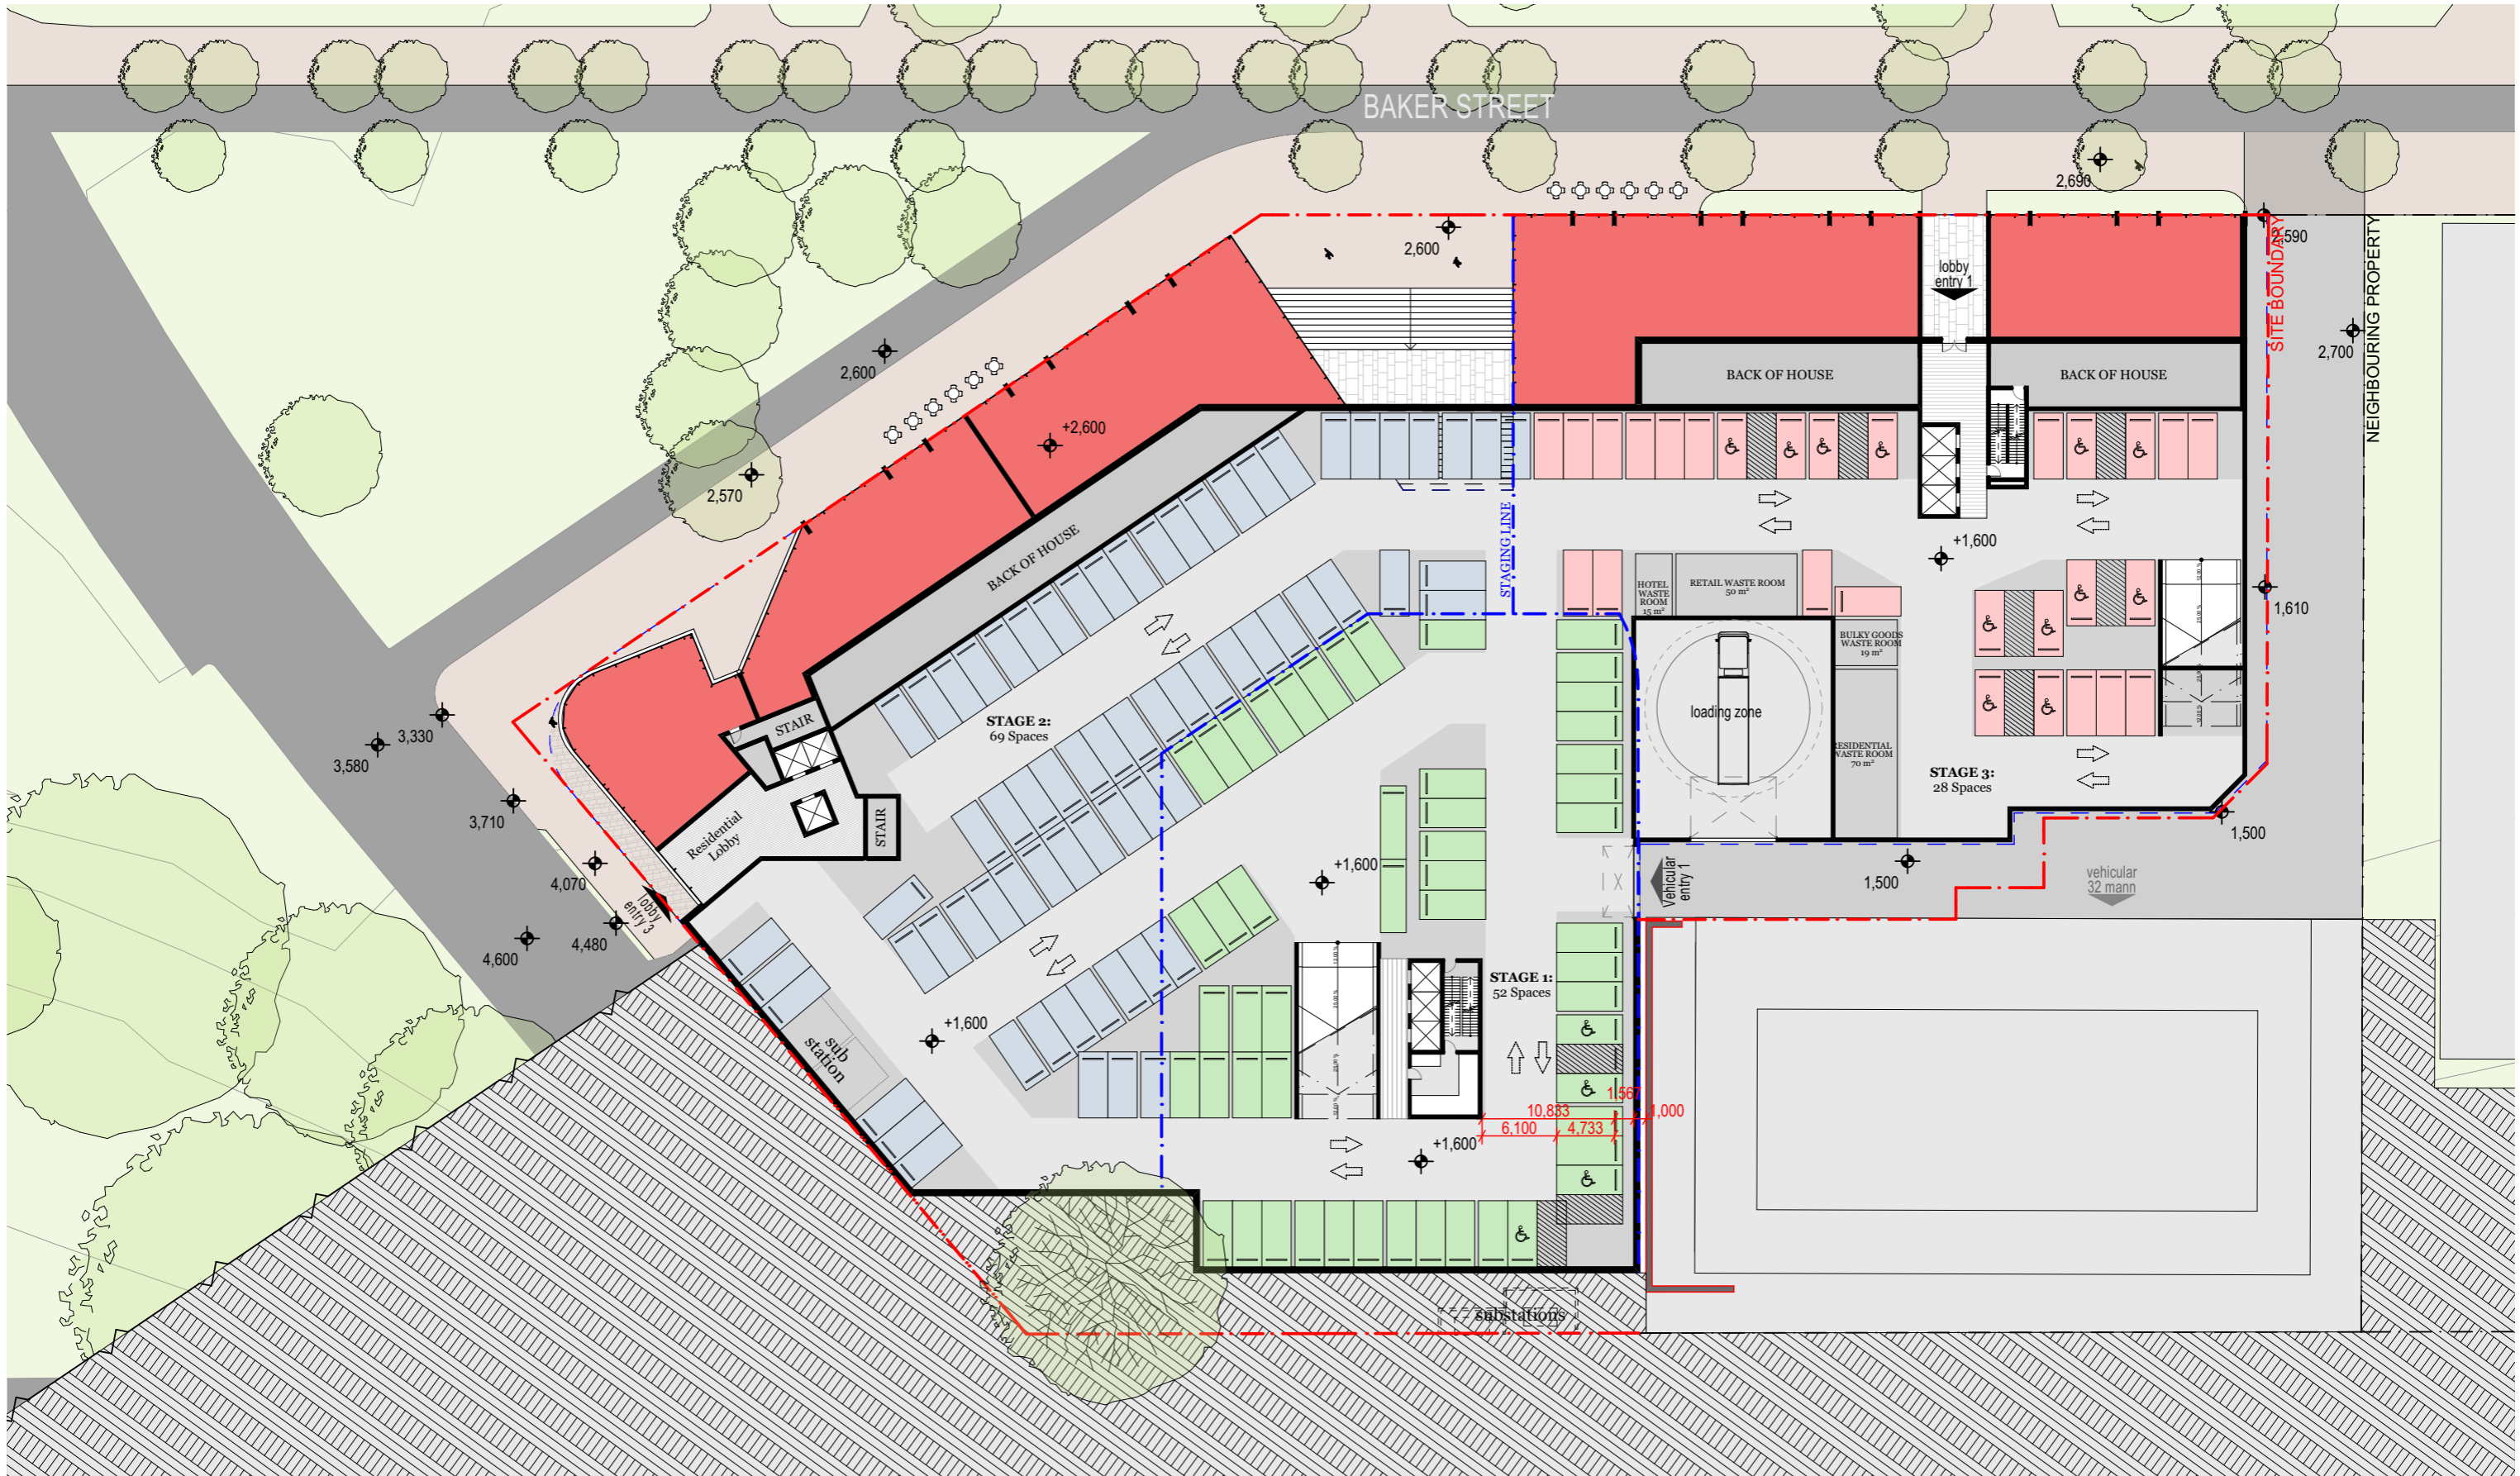 BAKER STREET
2,690
2,600
lobby
entry 1
SITE BOUNDARY
NEIGHBOURING PROPERTY
2,700
2,600
BACK OF HOUSE
BACK OF HOUSE
+2,600
2,570
BACK OF HOUSE
STAGING LINE
+1,600
HOTEL
WASTE
ROOM
15 m²
RETAIL WASTE ROOM
50 m²
1,610
BULKY GOODS
WASTE ROOM
19 m²
STAGE 2:
69 Spaces
STAIR
loading zone
3,330
3,580
RESIDENTIAL
WASTE ROOM
70 m²
STAGE 3:
28 Spaces
3,710
Residential
Lobby
STAIR
1,500
4,070
+1,600
Vehicular
entry 1
1,500
vehicular
32 mann
lobby
entry 3
4,480
4,600
STAGE 1:
52 Spaces
+1,600
sub
station
1,567
10,833
1,000
6,100
4,733
+1,600
substations